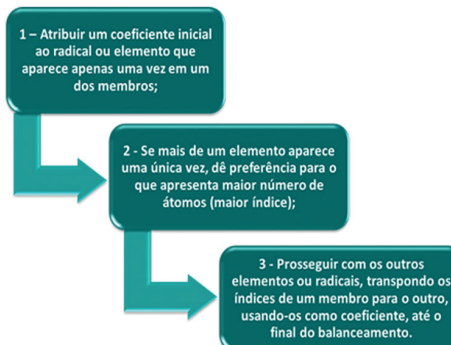 1 – Atribuir um coeficiente inicial
ao radical ou elemento que
aparece apenas uma vez em um
dos membros;
2 - Se mais de um elemento aparece
uma única vez, dê preferência para o
que apresenta maior número de
átomos (maior índice);
3 - Prosseguir com os outros
elementos ou radicais, transpondo os
índices de um membro para o outro,
usando-os como coeficiente, até o
final do balanceamento.